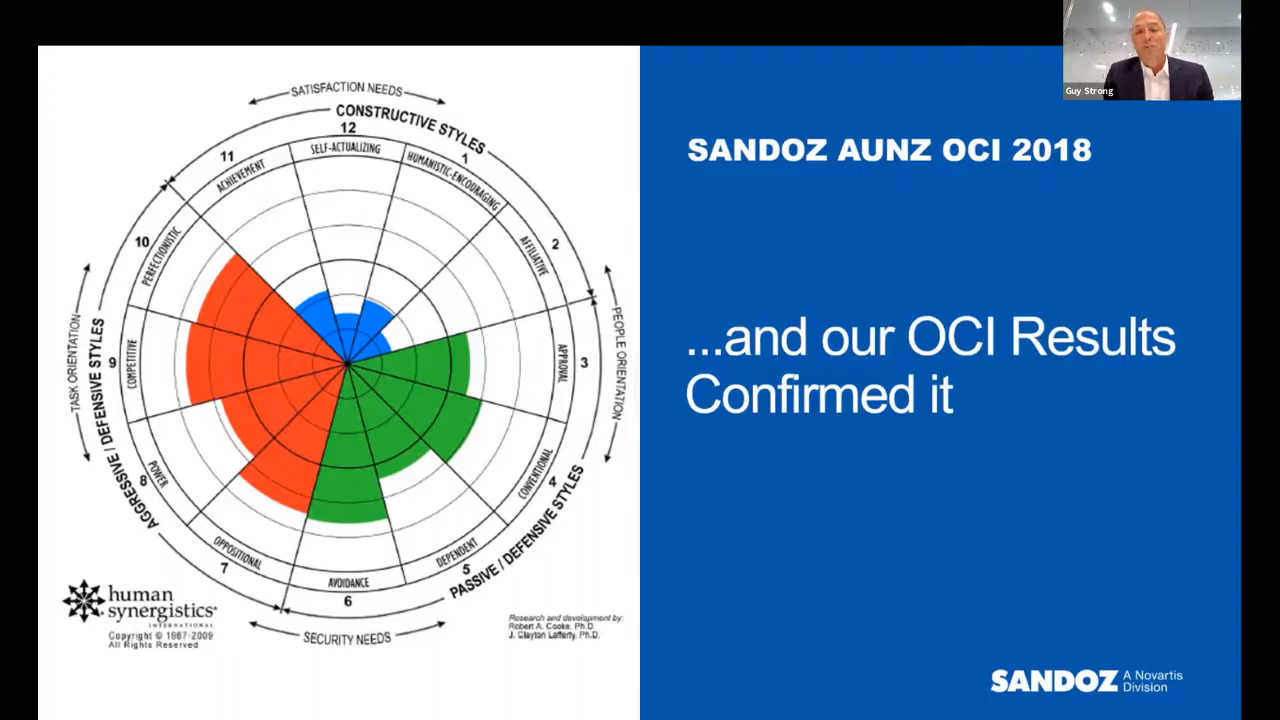 Guy Strong
SATISFACTION NEEDS
CONSTRUCTIVE STYLES
12
SELF-ACTUALIZING
1
HUMANISTIC-ENCOURAGING
2
AFFILIATIVE
PEOPLE ORIENTATION
3
APPROVAL
4
CONVENTIONAL
PASSIVE / DEFENSIVE STYLES
5
DEPENDENT
6
AVOIDANCE
SECURITY NEEDS
7
OPPOSITIONAL
8
POWER
AGGRESSIVE / DEFENSIVE STYLES
9
COMPETITIVE
TASK ORIENTATION
10
PERFECTIONISTIC
11
ACHIEVEMENT
human
synergistics®
INTERNATIONAL
Copyright © 1987-2009
All Rights Reserved
Research and development by:
Robert A. Cooke, Ph.D.
J. Clayton Lafferty, Ph.D.
SANDOZ AUNZ OCI 2018
...and our OCI Results
Confirmed it
SANDOZ A Novartis
Division